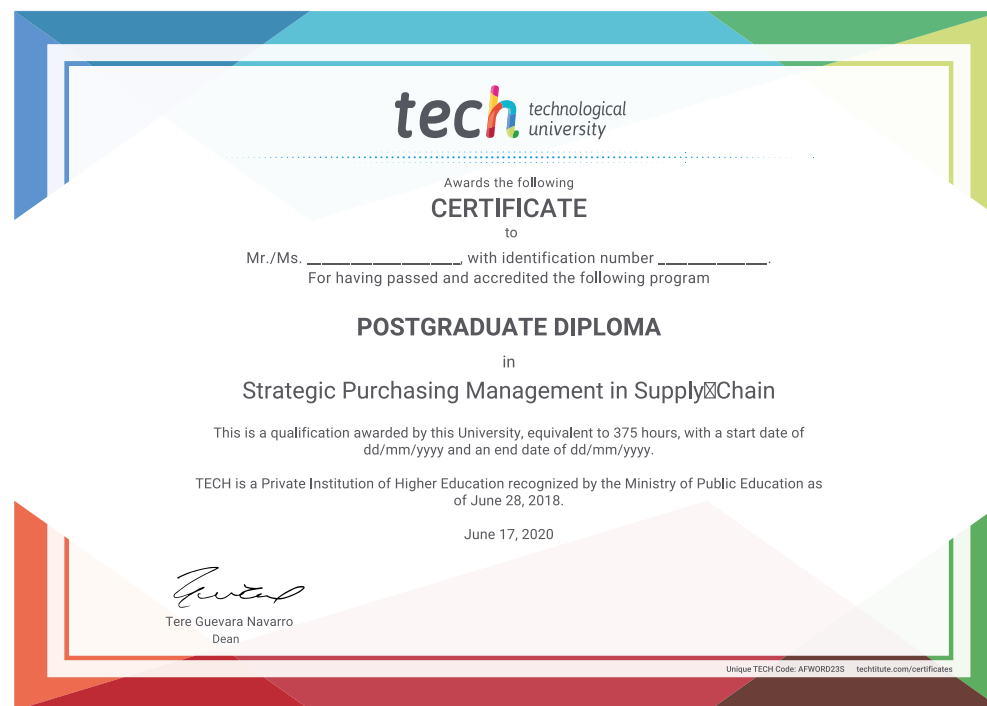 tech technological
university
Awards the following
CERTIFICATE
to
Mr./Ms. ____________________, with identification number ______________.
For having passed and accredited the following program
POSTGRADUATE DIPLOMA
in
Strategic Purchasing Management in Supply Chain
This is a qualification awarded by this University, equivalent to 375 hours, with a start date of
dd/mm/yyyy and an end date of dd/mm/yyyy.
TECH is a Private Institution of Higher Education recognized by the Ministry of Public Education as
of June 28, 2018.
June 17, 2020
Tere Guevara Navarro
Dean
Unique TECH Code: AFWORD23S techtitute.com/certificates